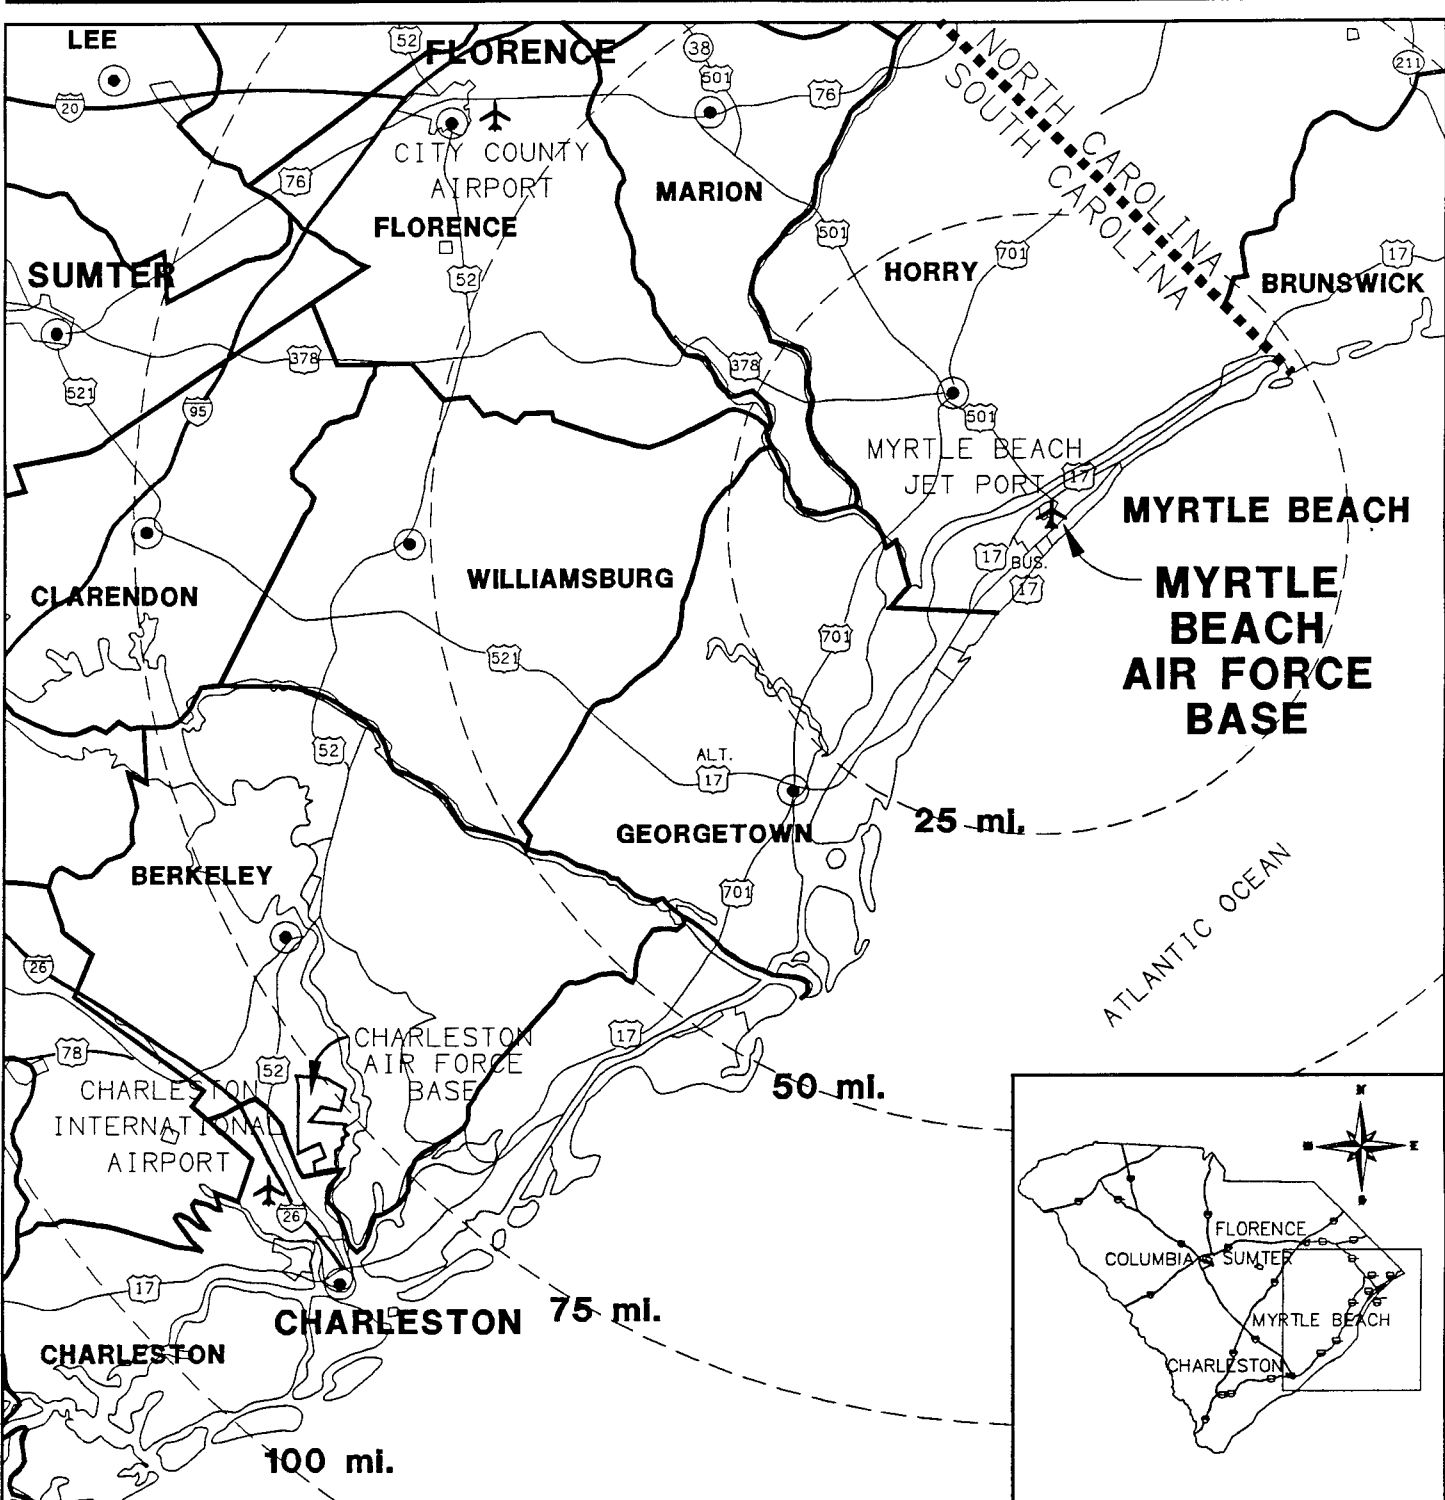 LEE
52
FLORENCE
38
501
76
211
20
NORTH CAROLINA
SOUTH CAROLINA
CITY COUNTY
AIRPORT
76
MARION
FLORENCE
501
701
17
HORRY
BRUNSWICK
SUMTER
52
378
378
521
95
501
MYRTLE BEACH
JET PORT
17
MYRTLE BEACH
17
BUS.
17
MYRTLE
BEACH
AIR FORCE
BASE
WILLIAMSBURG
CLARENDON
701
521
52
ALT.
17
25 mi.
GEORGETOWN
BERKELEY
701
ATLANTIC OCEAN
26
17
78
52
CHARLESTON
AIR FORCE
BASE
50 mi.
CHARLESTON
INTERNATIONAL
AIRPORT
26
17
CHARLESTON
75 mi.
CHARLESTON
100 mi.
N
E
S
FLORENCE
COLUMBIA
SUMTER
MYRTLE BEACH
CHARLESTON